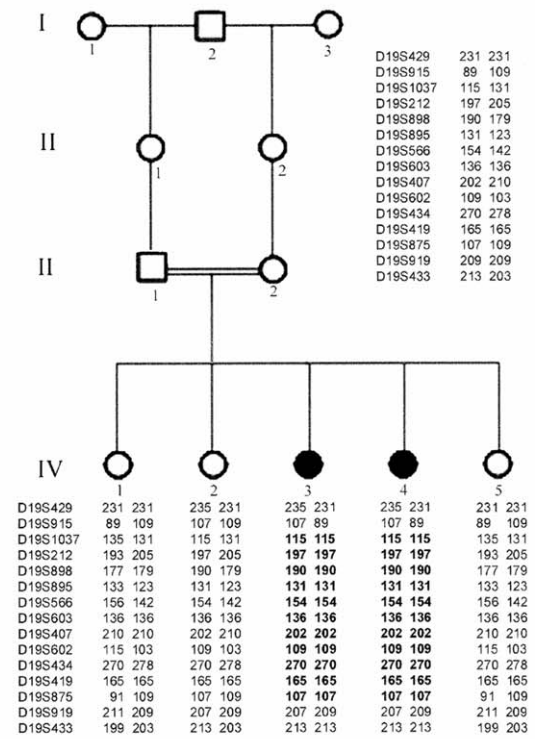 I
1
2
3
D19S429 231 231
D19S915 89 109
D19S1037 115 131
D19S212 197 205
D19S898 190 179
D19S895 131 123
D19S566 154 142
D19S603 136 136
D19S407 202 210
D19S602 109 103
D19S434 270 278
D19S419 165 165
D19S875 107 109
D19S919 209 209
D19S433 213 203
II
1
2
II
1
2
IV
1
2
3
4
5
D19S429 231 231 235 231 235 231 235 231 231 231
D19S915 89 109 107 109 107 89 107 89 89 109
D19S1037 135 131 115 131 115 115 115 115 135 131
D19S212 193 205 197 205 197 197 197 197 193 205
D19S898 177 179 190 179 190 190 190 190 177 179
D19S895 133 123 131 123 131 131 131 131 133 123
D19S566 156 142 154 142 154 154 154 154 156 142
D19S603 136 136 136 136 136 136 136 136 136 136
D19S407 210 210 202 210 202 202 202 202 210 210
D19S602 115 103 109 103 109 109 109 109 115 103
D19S434 270 278 270 278 270 270 270 270 270 278
D19S419 165 165 165 165 165 165 165 165 165 165
D19S875 91 109 107 109 107 107 107 107 91 109
D19S919 211 209 207 209 207 209 207 209 211 209
D19S433 199 203 213 203 213 213 213 213 199 203